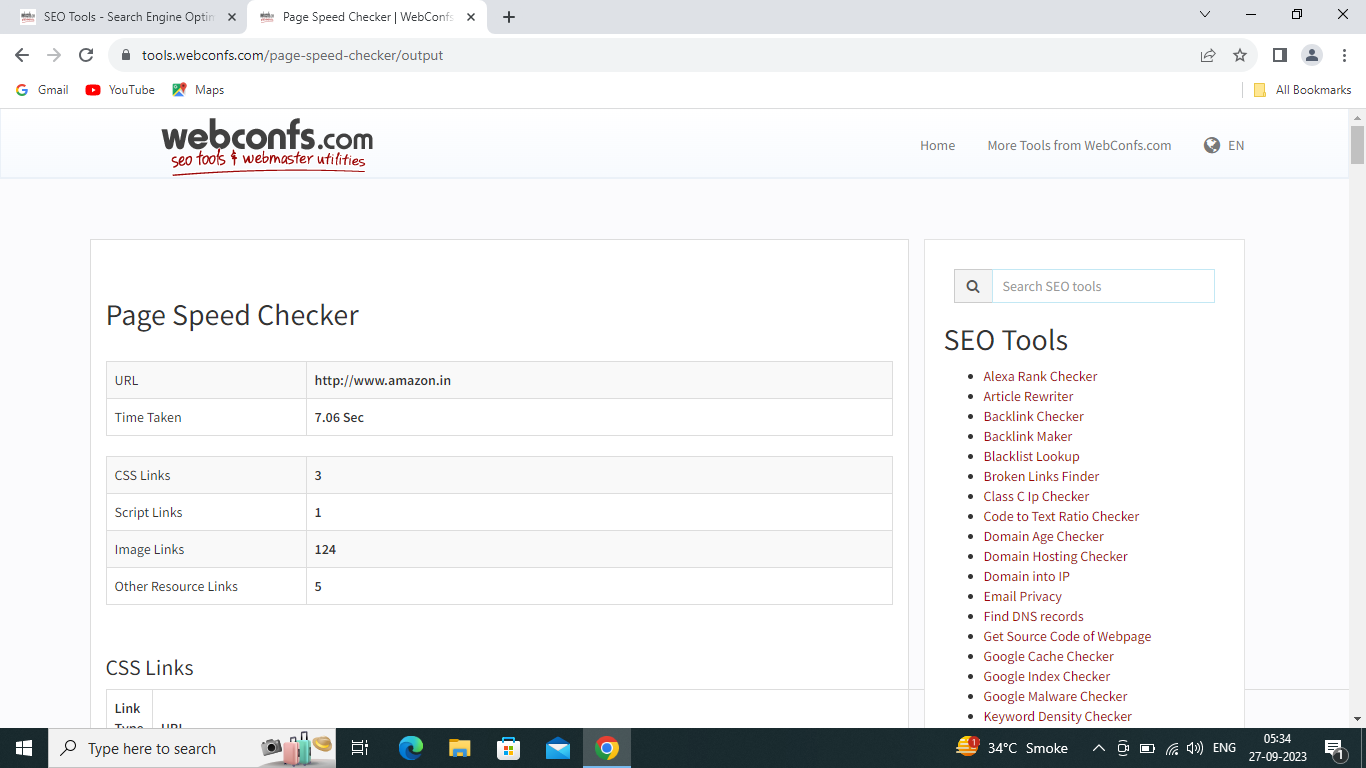 SEO Tools - Search Engine Optim
Page Speed Checker | WebConfs
tools.webconfs.com/page-speed-checker/output
Gmail
YouTube
Maps
All Bookmarks
webconfs.com
seo tools & webmaster utilities
Home
More Tools from WebConfs.com
EN
Page Speed Checker
URL http://www.amazon.in
Time Taken 7.06 Sec
CSS Links 3
Script Links 1
Image Links 124
Other Resource Links 5
CSS Links
Link
Type URL
Search SEO tools
SEO Tools
Alexa Rank Checker
Article Rewriter
Backlink Checker
Backlink Maker
Blacklist Lookup
Broken Links Finder
Class C Ip Checker
Code to Text Ratio Checker
Domain Age Checker
Domain Hosting Checker
Domain into IP
Email Privacy
Find DNS records
Get Source Code of Webpage
Google Cache Checker
Google Index Checker
Google Malware Checker
Keyword Density Checker
Type here to search
1
34°C Smoke
ENG
05:34
27-09-2023
1